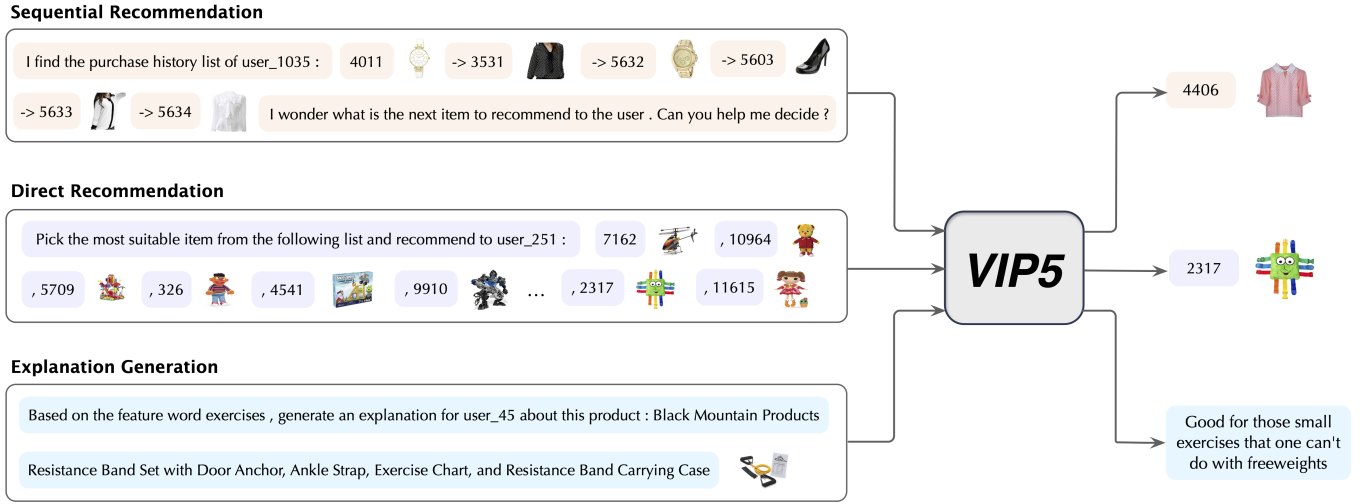 Sequential Recommendation
I find the purchase history list of user_1035 : 4011 -> 3531 -> 5632 -> 5603
-> 5633 -> 5634 I wonder what is the next item to recommend to the user . Can you help me decide ?
4406
Direct Recommendation
Pick the most suitable item from the following list and recommend to user_251 : 7162 , 10964
, 5709 , 326 , 4541 , 9910 ... , 2317 , 11615
VIP5
2317
Explanation Generation
Based on the feature word exercises , generate an explanation for user_45 about this product : Black Mountain Products
Resistance Band Set with Door Anchor, Ankle Strap, Exercise Chart, and Resistance Band Carrying Case
Good for those small
exercises that one can't
do with freeweights